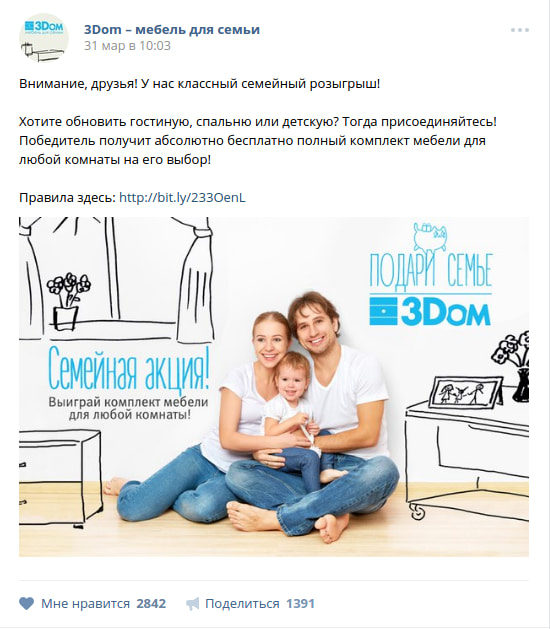 3Dom – мебель для семьи
31 мар в 10:03
Внимание, друзья! У нас классный семейный розыгрыш!
Хотите обновить гостиную, спальню или детскую? Тогда присоединяйтесь!
Победитель получит абсолютно бесплатно полный комплект мебели для
любой комнаты на его выбор!
Правила здесь: http://bit.ly/233OenL
ПОДАРИ СЕМЬЕ
3Dом
Семейная акция!
Выиграй комплект мебели
для любой комнаты!
Мне нравится 2842 Поделиться 1391